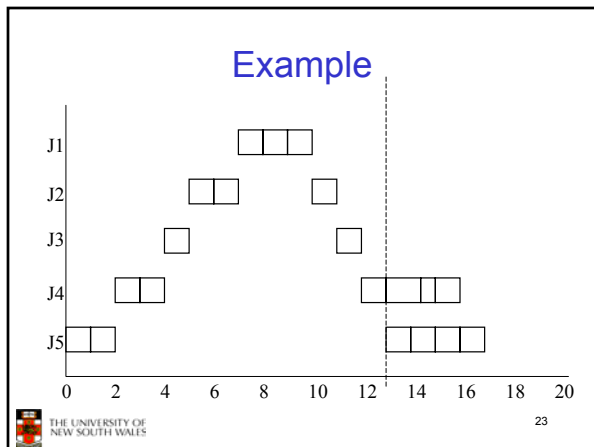 Example
J1
J2
J3
J4
J5
0 2 4 6 8 10 12 14 16 18 20
THE UNIVERSITY OF
NEW SOUTH WALES
23